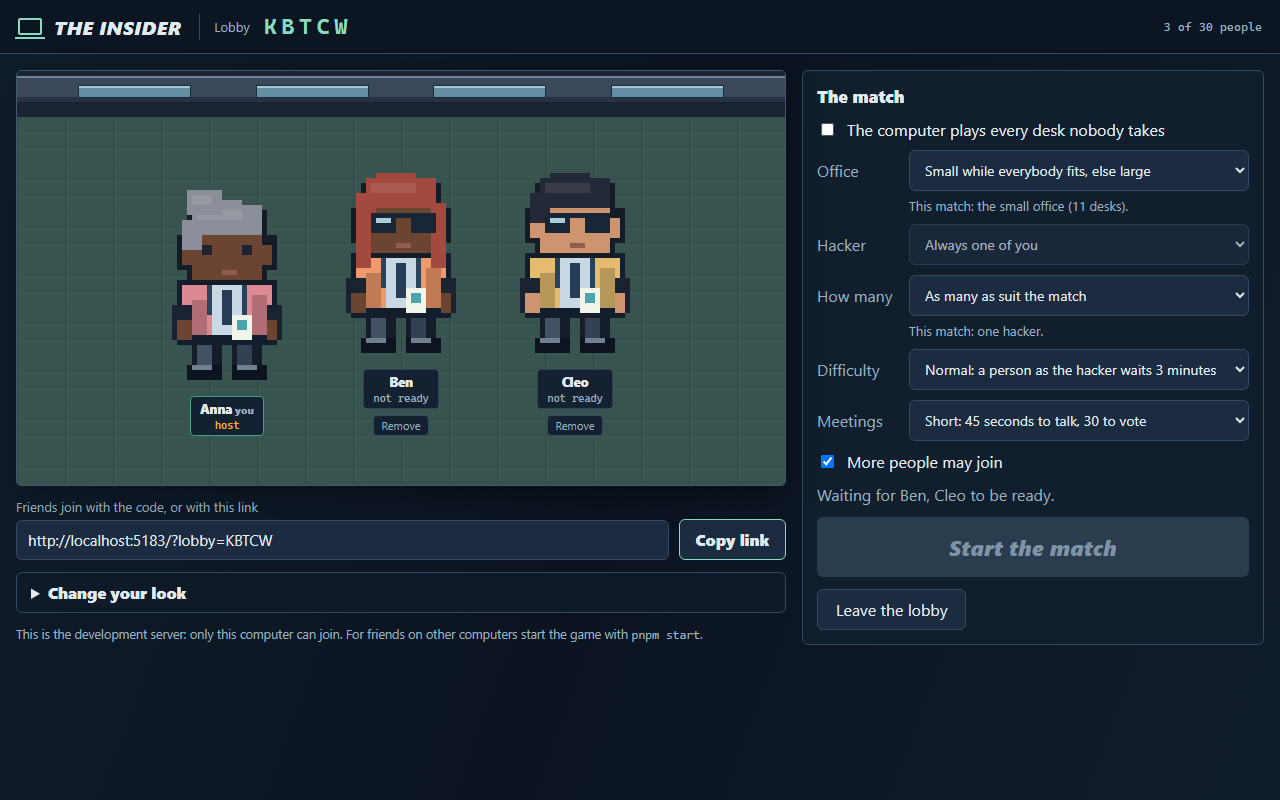 THE INSIDER
Lobby KBTCW
3 of 30 people
Anna you
host
Ben
not ready
Remove
Cleo
not ready
Remove
Friends join with the code, or with this link
http://localhost:5183/?lobby=KBTCW
Copy link
Change your look
This is the development server: only this computer can join. For friends on other computers start the game with pnpm start.
The match
The computer plays every desk nobody takes
Office Small while everybody fits, else large
This match: the small office (11 desks).
Hacker Always one of you
How many As many as suit the match
This match: one hacker.
Difficulty Normal: a person as the hacker waits 3 minutes
Meetings Short: 45 seconds to talk, 30 to vote
More people may join
Waiting for Ben, Cleo to be ready.
Start the match
Leave the lobby